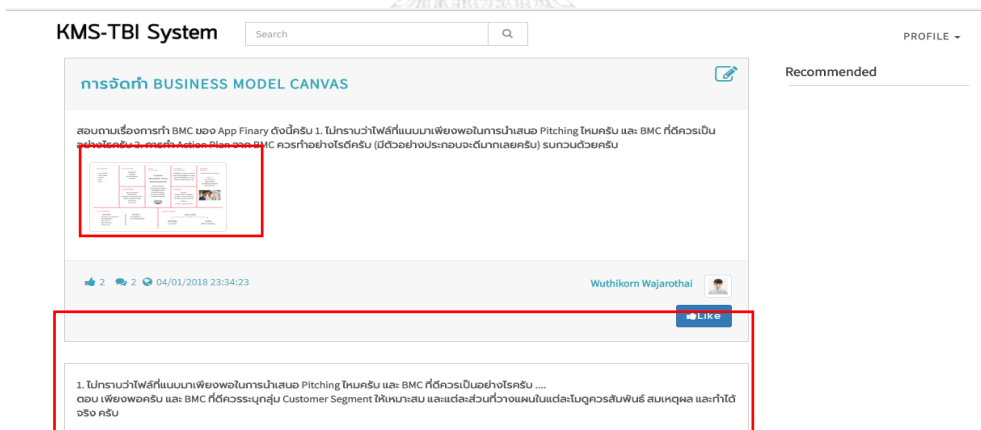 KMS-TBI System
Search
PROFILE
การจัดทำ BUSINESS MODEL CANVAS
Recommended
สอบถามเรื่องการทำ BMC ของ App Finary ดังนี้ครับ 1. ไม่ทราบว่าไฟล์ที่แนบมาเพียงพอในการนำเสนอ Pitching ไหมครับ และ BMC ที่ดีควรเป็น
อย่างไรครับ 2. การทำ Action Plan จาก BMC ควรทำอย่างไรดีครับ (มีตัวอย่างประกอบจะดีมากเลยครับ) รบกวนด้วยครับ
2 2 04/01/2018 23:34:23
Wuthikorn Wajarothai
Like
1. ไม่ทราบว่าไฟล์ที่แนบมาเพียงพอในการนำเสนอ Pitching ไหมครับ และ BMC ที่ดีควรเป็นอย่างไรครับ ....
ตอบ เพียงพอครับ และ BMC ที่ดีควรระบุกลุ่ม Customer Segment ให้เหมาะสม และแต่ละส่วนที่วางแผนในแต่ละโมดูควรสัมพันธ์ สมเหตุผล และทำได้
จริง ครับ